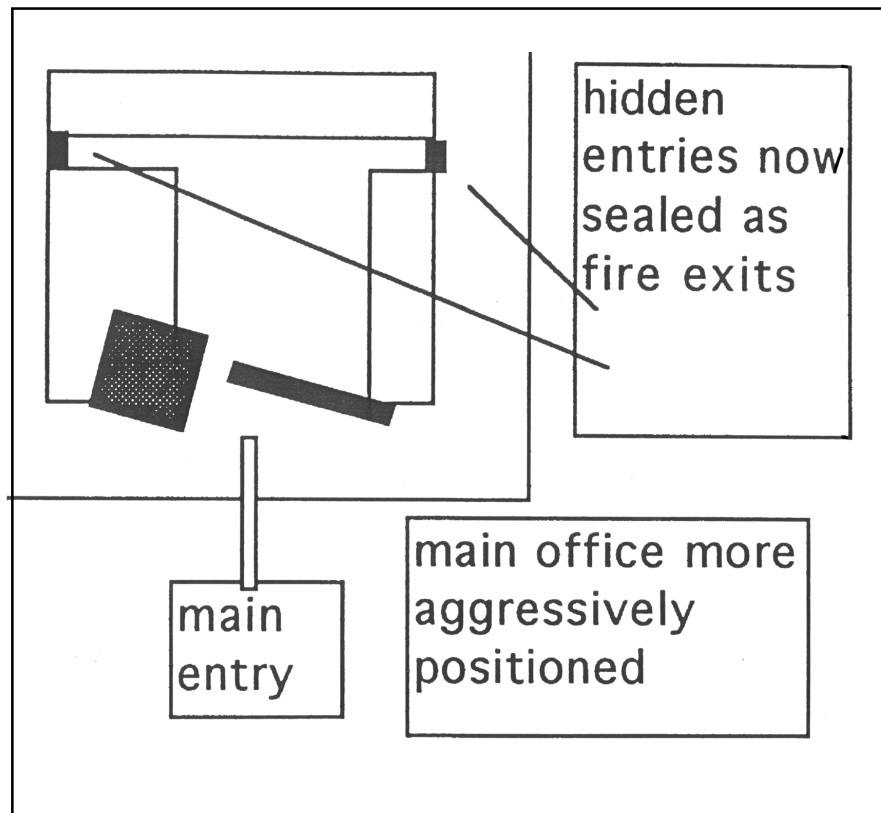 hidden
entries now
sealed as
fire exits
main office more
aggressively
positioned
main
entry